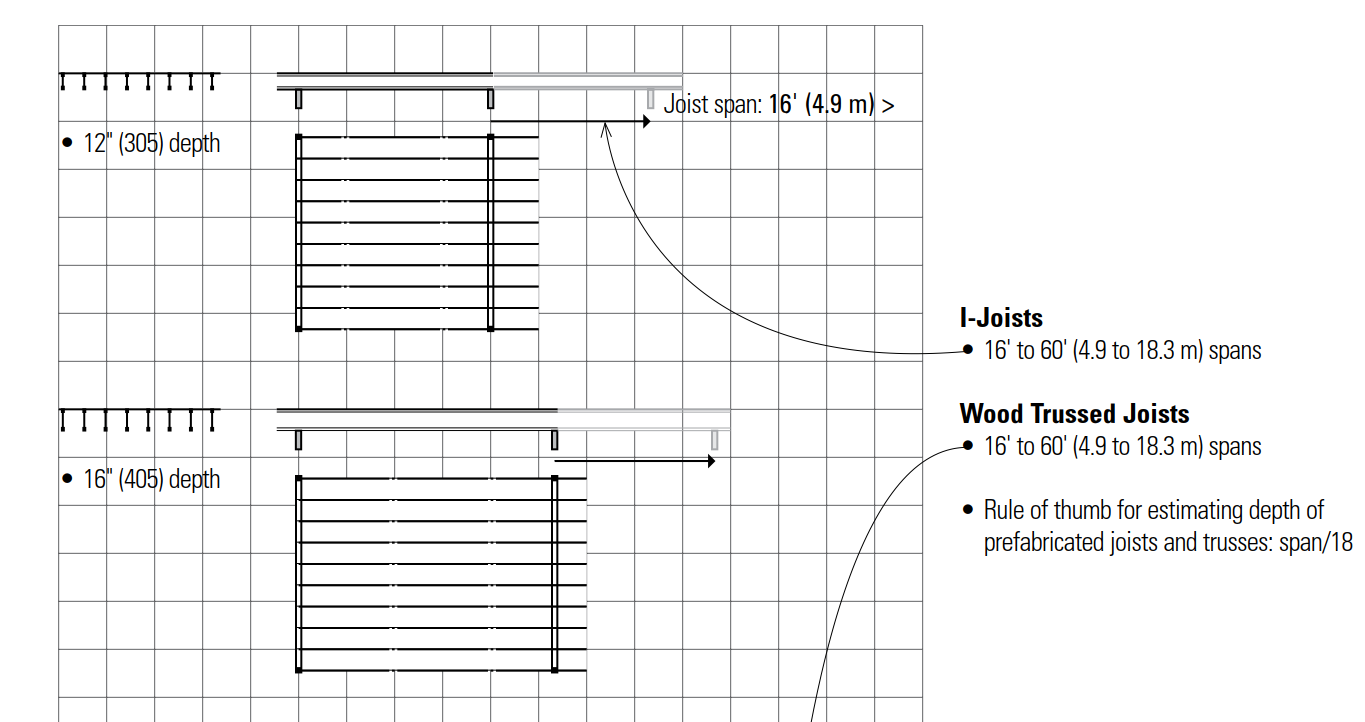 Joist span: 16' (4.9 m) >
• 12" (305) depth
I-Joists
• 16' to 60' (4.9 to 18.3 m) spans
Wood Trussed Joists
• 16' to 60' (4.9 to 18.3 m) spans
• 16" (405) depth
• Rule of thumb for estimating depth of
prefabricated joists and trusses: span/18